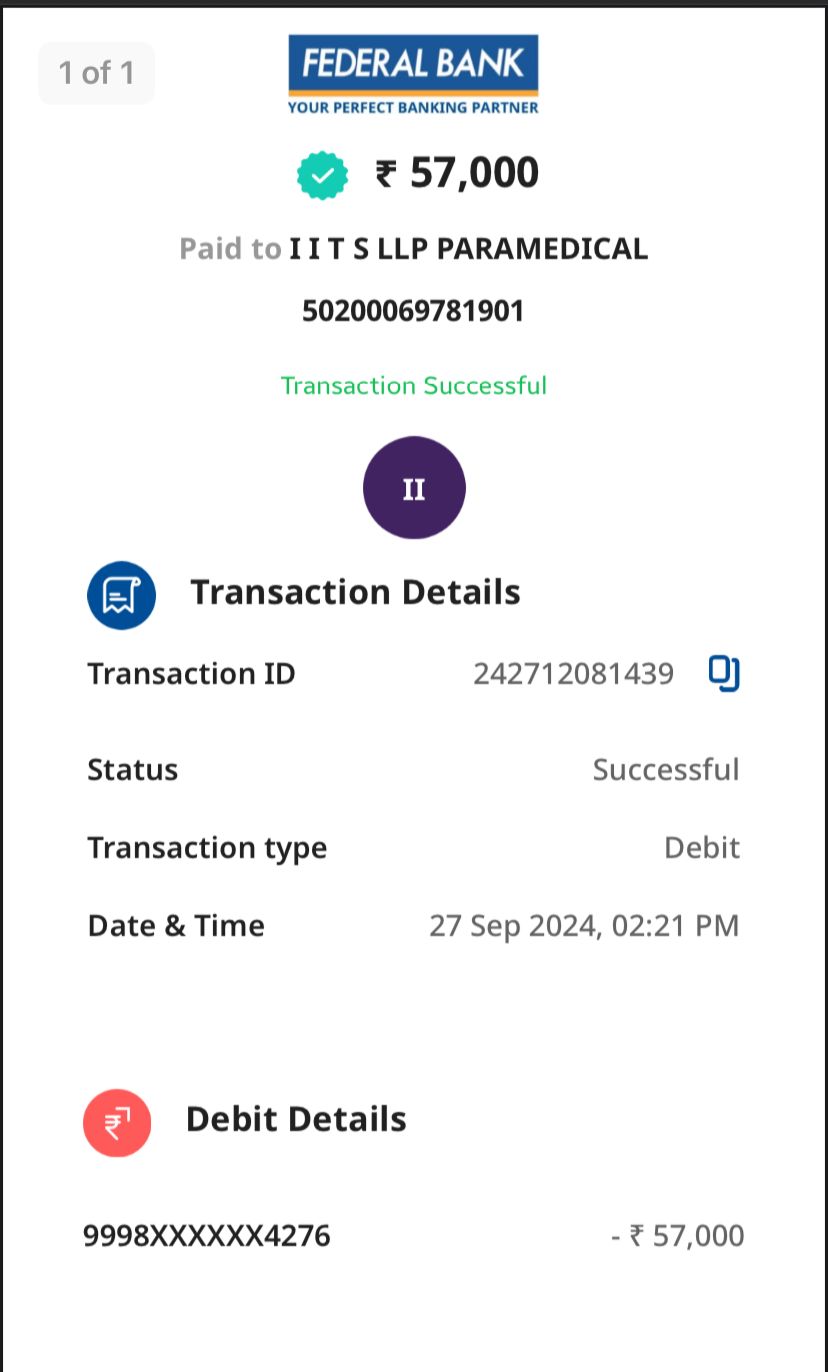 1 of 1
FEDERAL BANK
YOUR PERFECT BANKING PARTNER
₹ 57,000
Paid to I I T S LLP PARAMEDICAL
50200069781901
Transaction Successful
II
Transaction Details
Transaction ID 242712081439
Status Successful
Transaction type Debit
Date & Time 27 Sep 2024, 02:21 PM
₹
Debit Details
9998XXXXXX4276 - ₹ 57,000